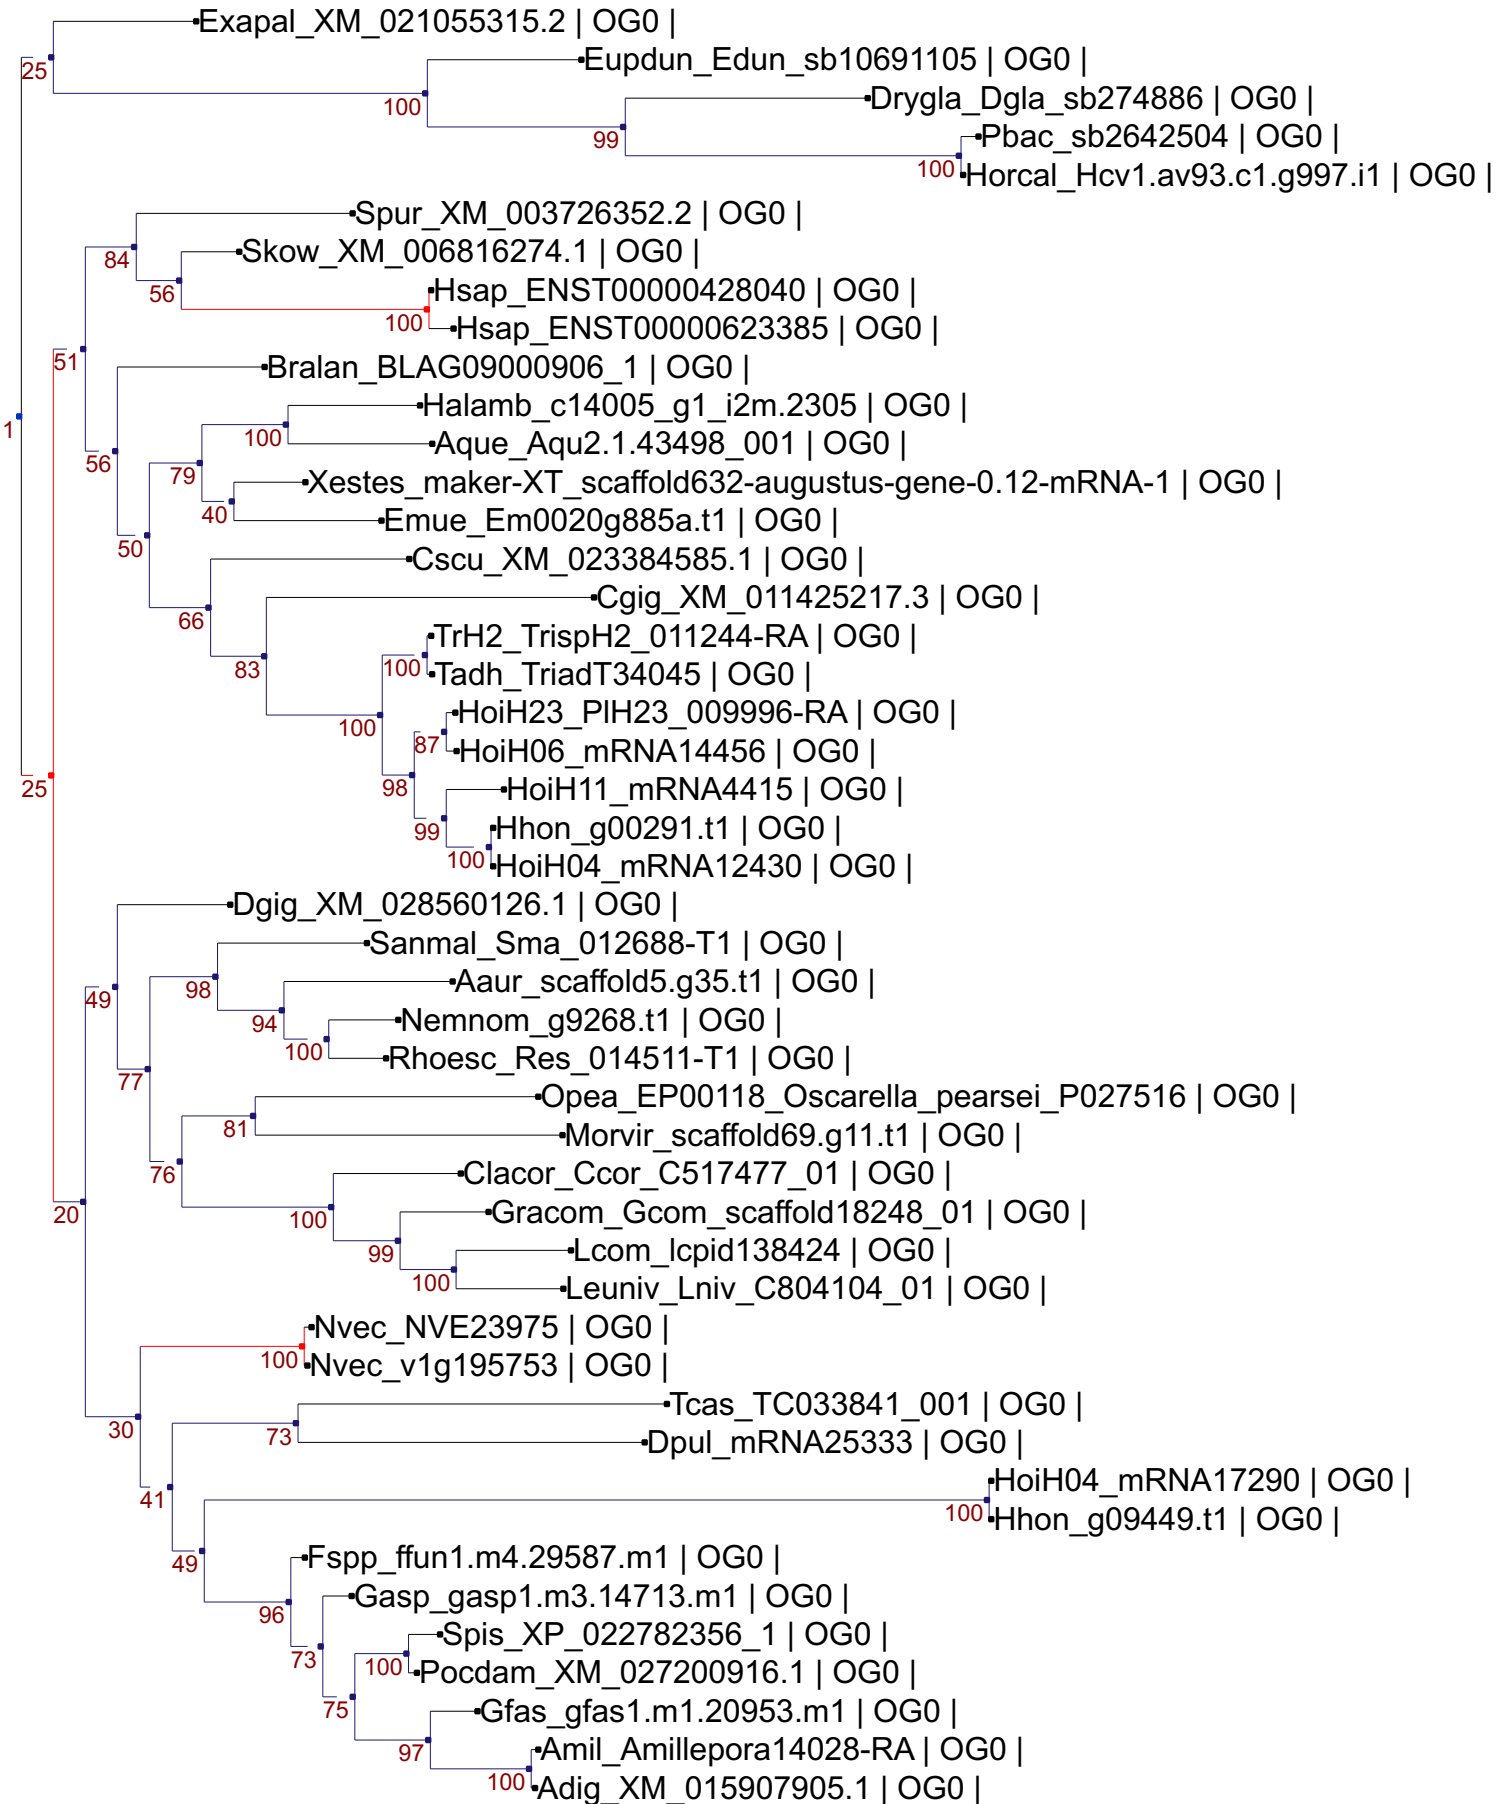 Exapal_XM_021055315.2 | OG0 |
25
Eupdun_Edun_sb10691105 | OG0 |
100
Drygla_Dgla_sb274886 | OG0 |
99
Pbac_sb2642504 | OG0 |
100
Horcal_Hcv1.av93.c1.g997.i1 | OG0 |
Spur_XM_003726352.2 | OG0 |
84
Skow_XM_006816274.1 | OG0 |
56
Hsap_ENST00000428040 | OG0 |
100
Hsap_ENST00000623385 | OG0 |
51
Bralan_BLAG09000906_1 | OG0 |
Halamb_c14005_g1_i2m.2305 | OG0 |
1
100
Aque_Aqu2.1.43498_001 | OG0 |
56
79
Xestes_maker-XT_scaffold632-augustus-gene-0.12-mRNA-1 | OG0 |
40
Emue_Em0020g885a.t1 | OG0 |
50
Cscu_XM_023384585.1 | OG0 |
Cgig_XM_011425217.3 | OG0 |
66
TrH2_TrispH2_011244-RA | OG0 |
83
100
Tadh_TriadT34045 | OG0 |
HoiH23_PlH23_009996-RA | OG0 |
100
87
HoiH06_mRNA14456 | OG0 |
25
98
HoiH11_mRNA4415 | OG0 |
99
Hhon_g00291.t1 | OG0 |
100
HoiH04_mRNA12430 | OG0 |
Dgig_XM_028560126.1 | OG0 |
Sanmal_Sma_012688-T1 | OG0 |
49
98
Aaur_scaffold5.g35.t1 | OG0 |
94
Nemnom_g9268.t1 | OG0 |
100
Rhoesc_Res_014511-T1 | OG0 |
77
Opea_EP00118_Oscarella_pearsei_P027516 | OG0 |
81
Morvir_scaffold69.g11.t1 | OG0 |
76
Clacor_Ccor_C517477_01 | OG0 |
20
100
Gracom_Gcom_scaffold18248_01 | OG0 |
99
Lcom_lcpid138424 | OG0 |
100
Leuniv_Lniv_C804104_01 | OG0 |
Nvec_NVE23975 | OG0 |
100
Nvec_v1g195753 | OG0 |
Tcas_TC033841_001 | OG0 |
30
73
Dpul_mRNA25333 | OG0 |
HoiH04_mRNA17290 | OG0 |
41
100
Hhon_g09449.t1 | OG0 |
49
Fspp_ffun1.m4.29587.m1 | OG0 |
Gasp_gasp1.m3.14713.m1 | OG0 |
96
Spis_XP_022782356_1 | OG0 |
73
100
Pocdam_XM_027200916.1 | OG0 |
75
Gfas_gfas1.m1.20953.m1 | OG0 |
97
Amil_Amillepora14028-RA | OG0 |
100
Adig_XM_015907905.1 | OG0 |